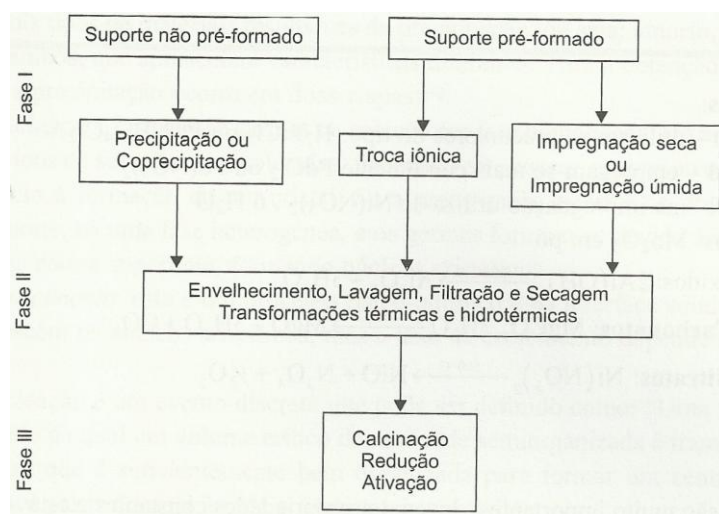 Fase I
Suporte não pré-formado
Suporte pré-formado
Precipitação ou
Coprecipitação
Troca iônica
Impregnação seca
ou
Impregnação úmida
Fase II
Envelhecimento, Lavagem, Filtração e Secagem
Transformações térmicas e hidrotérmicas
Fase III
Calcinação
Redução
Ativação